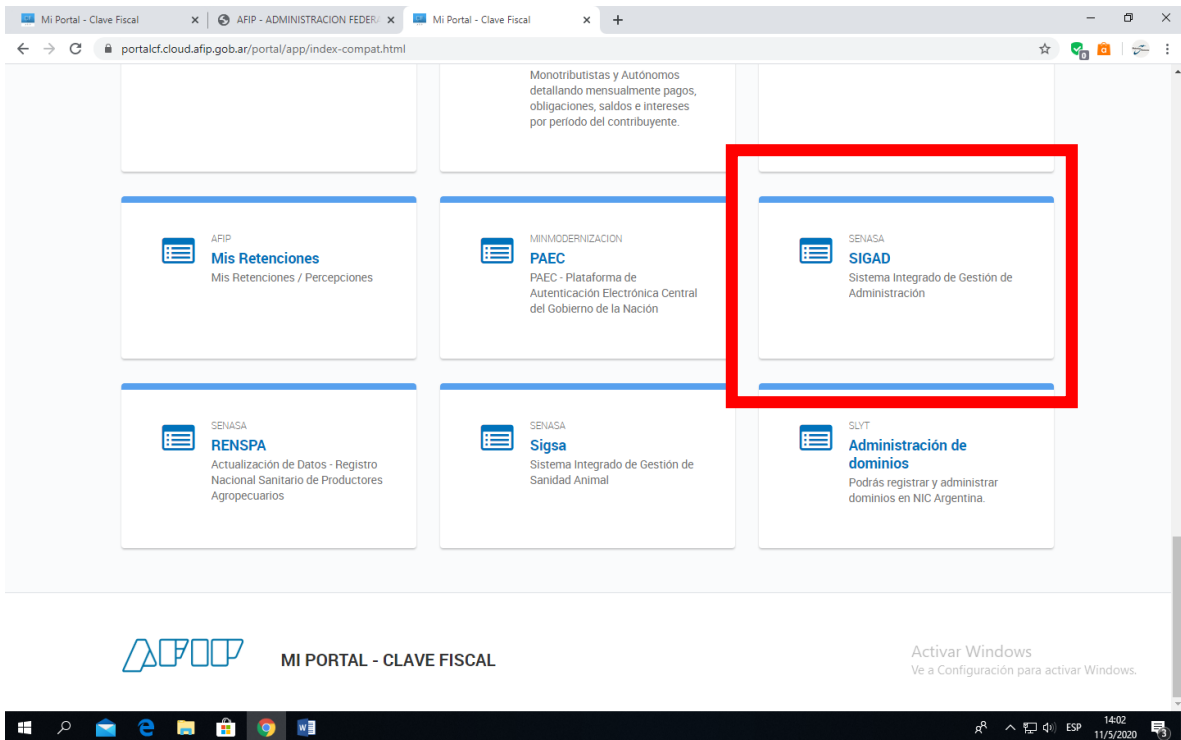 Mi Portal - Clave Fiscal
AFIP - ADMINISTRACION FEDERA
Mi Portal - Clave Fiscal
portalcf.cloud.afip.gob.ar/portal/app/index-compat.html
0
a
Monotributistas y Autónomos
detallando mensualmente pagos,
obligaciones, saldos e intereses
por período del contribuyente.
AFIP
Mis Retenciones
Mis Retenciones / Percepciones
MINMODERNIZACION
PAEC
PAEC - Plataforma de
Autenticación Electrónica Central
del Gobierno de la Nación
SENASA
SIGAD
Sistema Integrado de Gestión de
Administración
SENASA
RENSPA
Actualización de Datos - Registro
Nacional Sanitario de Productores
Agropecuarios
SENASA
Sigsa
Sistema Integrado de Gestión de
Sanidad Animal
SLYT
Administración de
dominios
Podrás registrar y administrar
dominios en NIC Argentina.
AFIP
MI PORTAL - CLAVE FISCAL
Activar Windows
Ve a Configuración para activar Windows.
ESP
14:02
11/5/2020
3